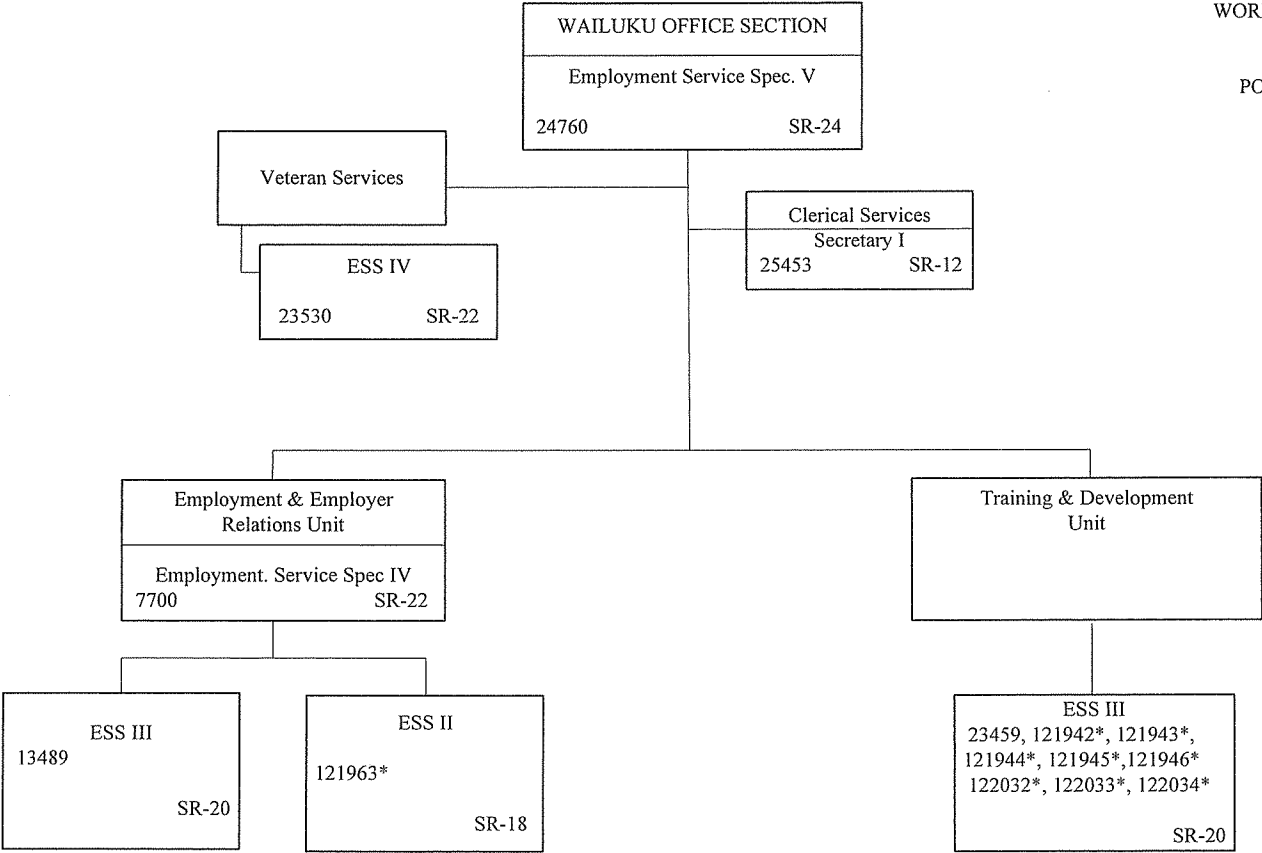 WAILUKU OFFICE SECTION
Employment Service Spec. V
24760 SR-24
Veteran Services
ESS IV
23530 SR-22
Clerical Services
Secretary I
25453 SR-12
Employment & Employer
Relations Unit
Employment. Service Spec IV
7700 SR-22
Training & Development
Unit
ESS III
13489
SR-20
ESS II
121963*
SR-18
ESS III
23459, 121942*, 121943*,
121944*, 121945*,121946*
122032*, 122033*, 122034*
SR-20